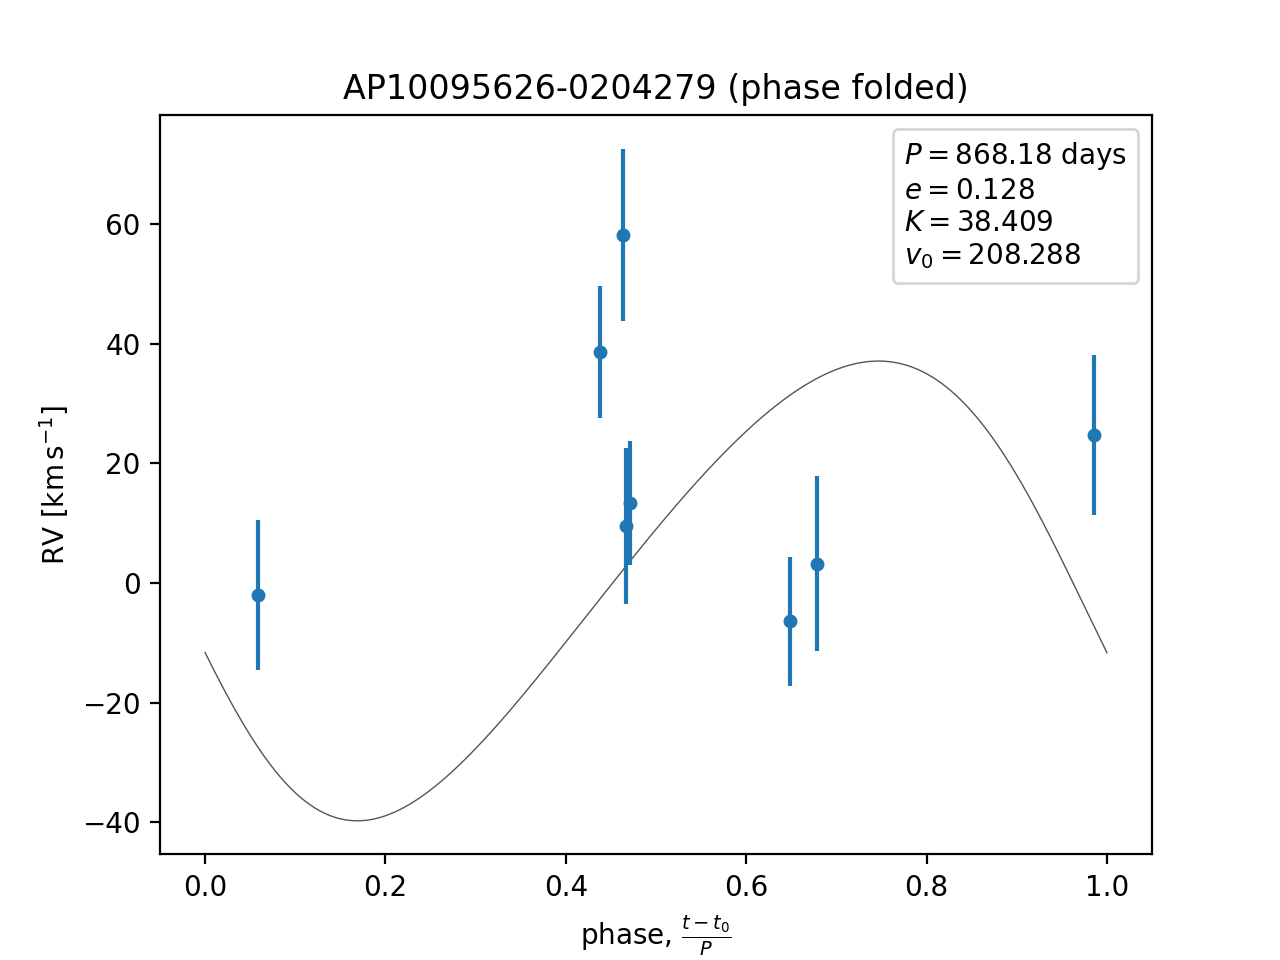 AP10095626-0204279 (phase folded)
P = 868.18 days
e = 0.128
K = 38.409
v₀ = 208.288
60
40
20
0
−20
−40
RV [km s⁻¹]
0.0 0.2 0.4 0.6 0.8 1.0
phase, (t − t₀)/P